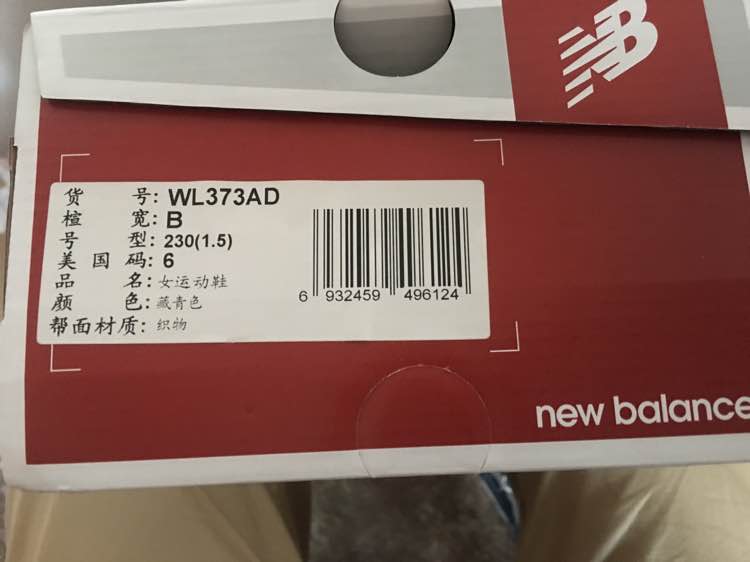 NB
货号: WL373AD
楦宽: B
号型: 230(1.5)
美国码: 6
品名: 女运动鞋
颜色: 藏青色
帮面材质: 织物
6 932459 496124
new balance